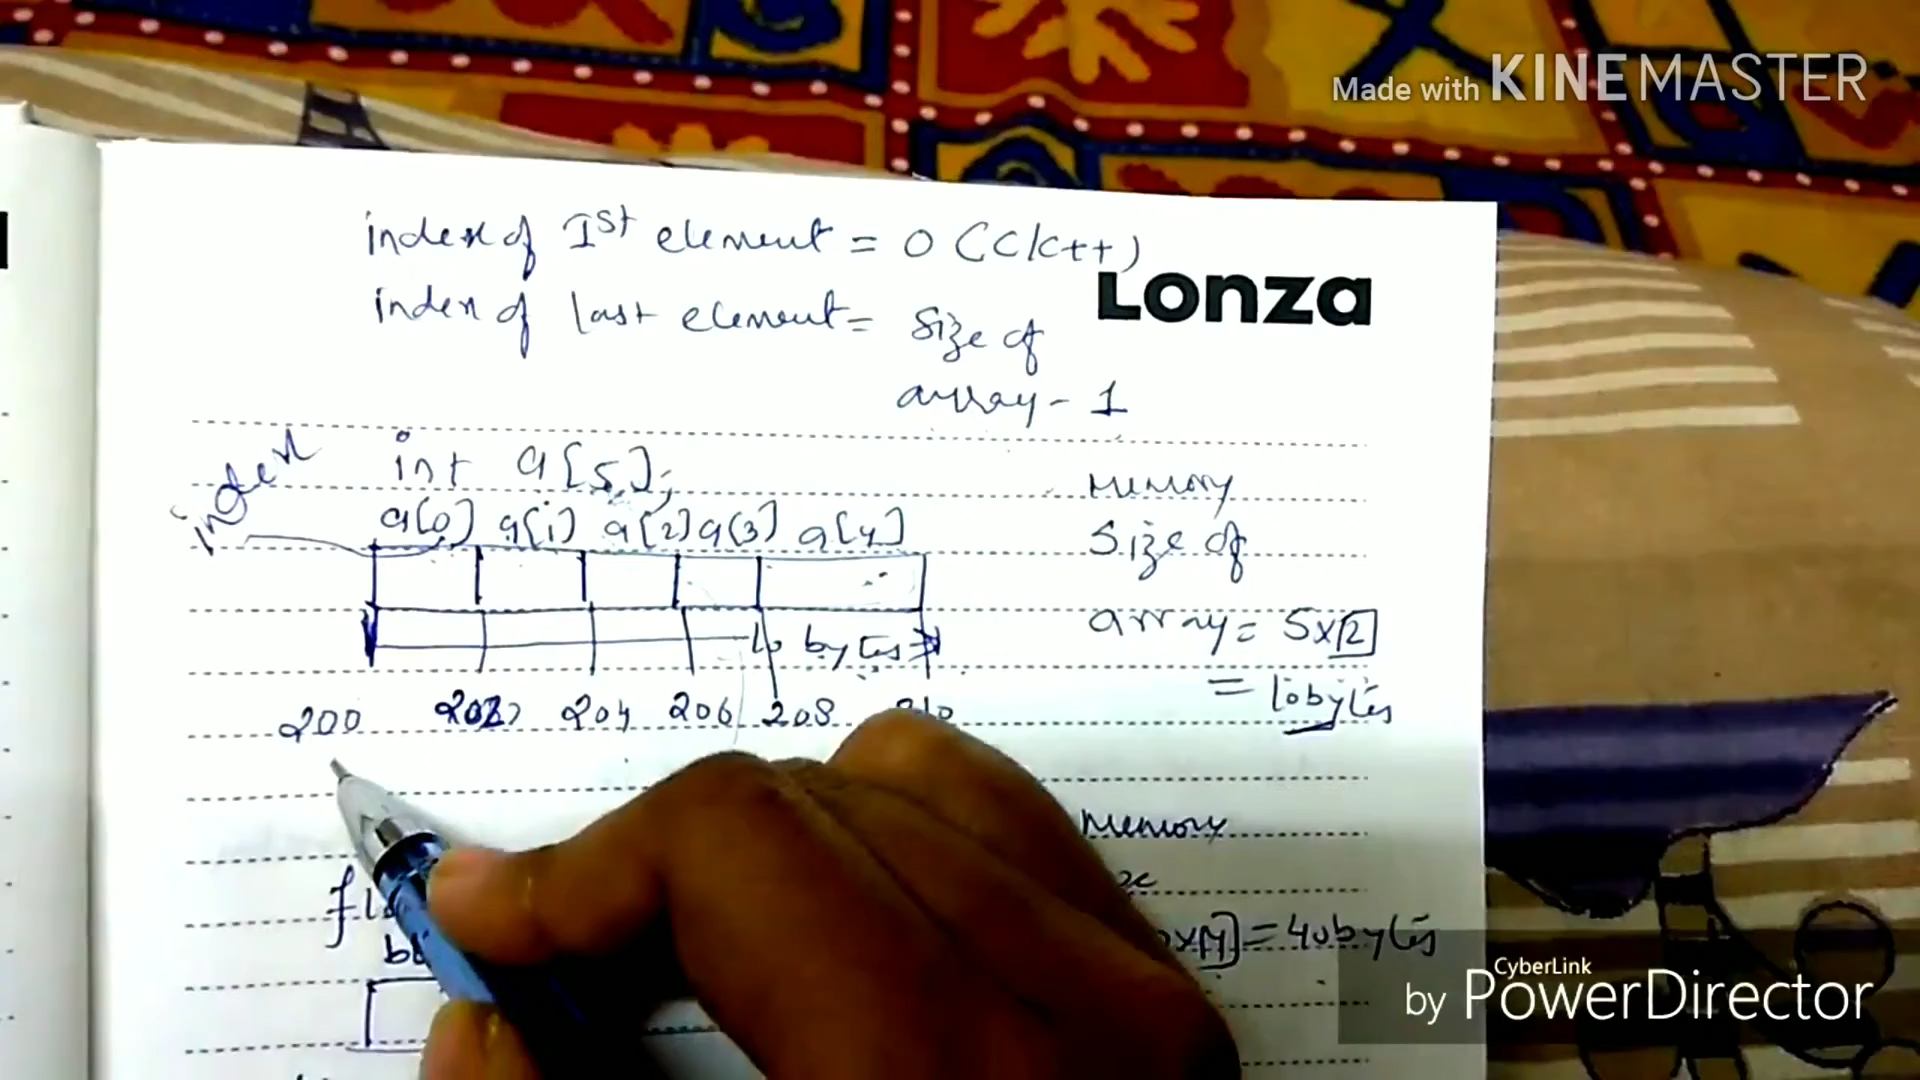 Made with KINEMASTER
index of 1st element = 0 (C/C++)
Lonza
index of last element = Size of
array - 1
index
int a[5];
a[0] a[1] a[2] a[3] a[4]
10 bytes
200 202 204 206 208 210
Memory
Size of
array = 5x2
= 10bytes
Memory
x4 = 40bytes
CyberLink
by PowerDirector